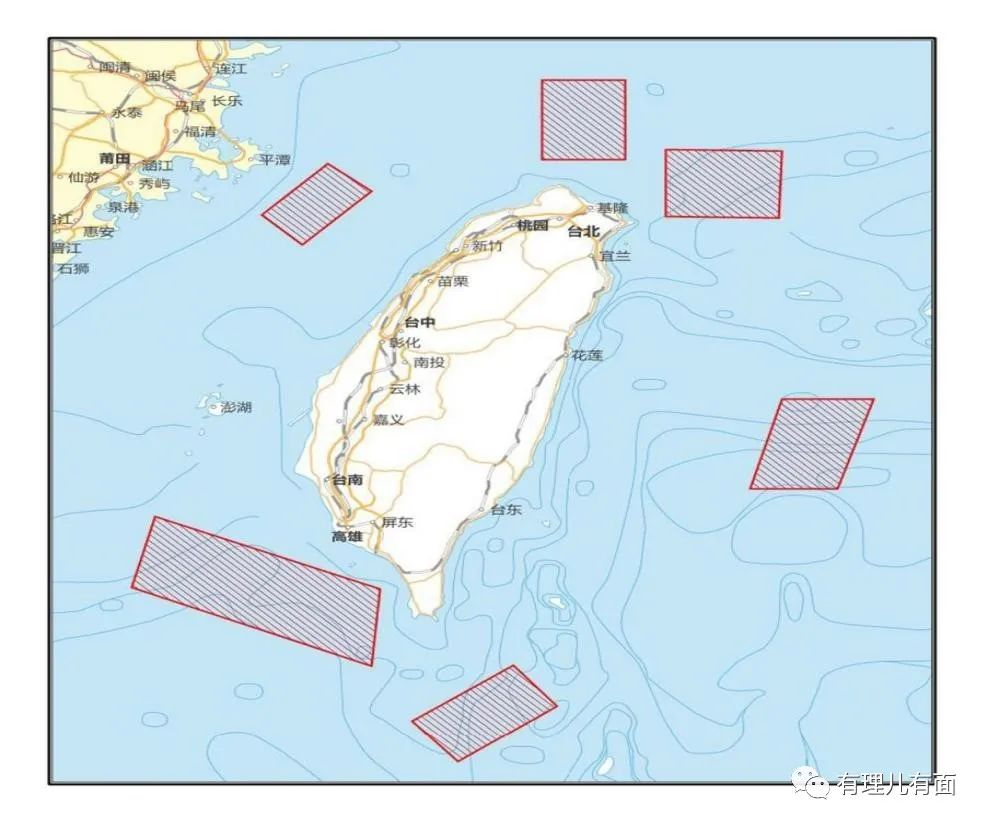 闽清
闽侯
连江
永泰
马尾
长乐
福清
莆田
涵江
平潭
仙游
秀屿
泉港
惠安
晋江
石狮
基隆
桃园
台北
新竹
宜兰
苗栗
台中
彰化
南投
花莲
云林
澎湖
嘉义
台南
台东
屏东
高雄
有理儿有面